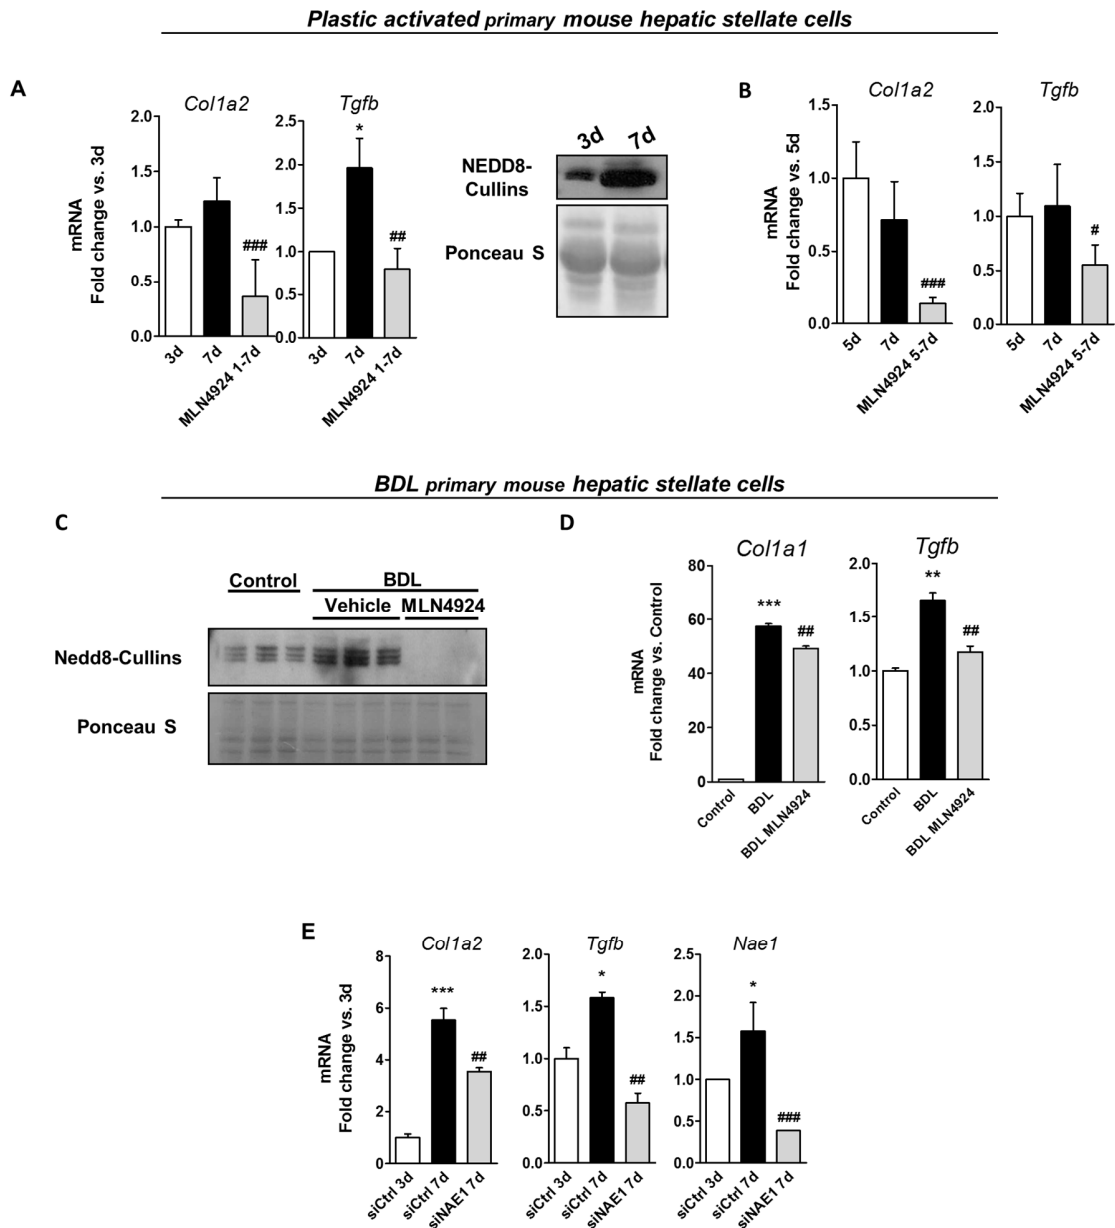 Plastic activated primary mouse hepatic stellate cells
A
Col1a2
mRNA
Fold change vs. 3d
2.0
1.5
1.0
0.5
0.0
###
3d
7d
MLN4924 1-7d
Tgfb
2.5
2.0
1.5
1.0
0.5
0.0
*
##
3d
7d
MLN4924 1-7d
3d 7d
NEDD8-
Cullins
Ponceau S
B
Col1a2
mRNA
Fold change vs. 5d
1.5
1.0
0.5
0.0
###
5d
7d
MLN4924 5-7d
Tgfb
2.0
1.5
1.0
0.5
0.0
#
5d
7d
MLN4924 5-7d
BDL primary mouse hepatic stellate cells
C
Control BDL
Vehicle MLN4924
Nedd8-Cullins
Ponceau S
D
Col1a1
mRNA
Fold change vs. Control
80
60
40
20
0
***
##
Control
BDL
BDL MLN4924
Tgfb
2.0
1.5
1.0
0.5
0.0
**
##
Control
BDL
BDL MLN4924
E
Col1a2
mRNA
Fold change vs. 3d
8
6
4
2
0
***
##
siCtrl 3d
siCtrl 7d
siNAE1 7d
Tgfb
2.0
1.5
1.0
0.5
0.0
*
##
siCtrl 3d
siCtrl 7d
siNAE1 7d
Nae1
2.5
2.0
1.5
1.0
0.5
0.0
*
###
siCtrl 3d
siCtrl 7d
siNAE1 7d